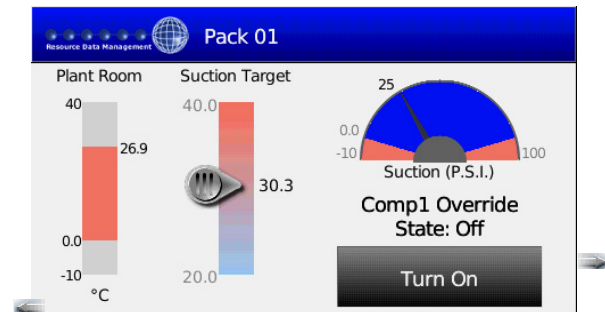 Resource Data Management
Pack 01
Plant Room
40
26.9
0.0
-10
°C
Suction Target
40.0
30.3
20.0
25
0.0
-10
100
Suction (P.S.I.)
Comp1 Override
State: Off
Turn On